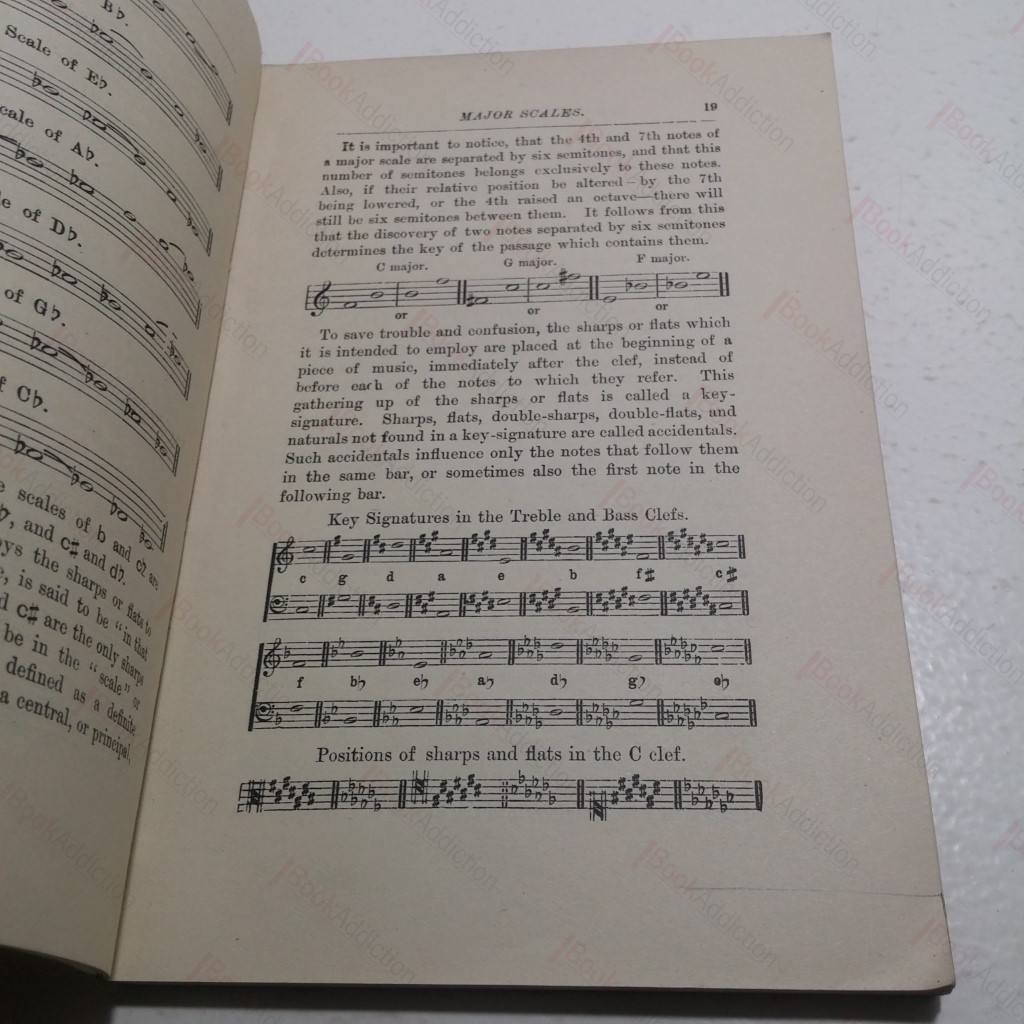 B♭.
Scale of E♭.
cale of A♭.
le of D♭.
of G♭.
f C♭.
e scales of b and c♭ are
♭, and c♯ and d♭.
ys the sharps or flats to
, is said to be "in that
d c♯ are the only sharps
be in the "scale" or
defined as a definite
a central, or principal,
MAJOR SCALES. 19
It is important to notice, that the 4th and 7th notes of
a major scale are separated by six semitones, and that this
number of semitones belongs exclusively to these notes.
Also, if their relative position be altered—by the 7th
being lowered, or the 4th raised an octave—there will
still be six semitones between them. It follows from this
that the discovery of two notes separated by six semitones
determines the key of the passage which contains them.
C major. G major. F major.
or or or
To save trouble and confusion, the sharps or flats which
it is intended to employ are placed at the beginning of a
piece of music, immediately after the clef, instead of
before each of the notes to which they refer. This
gathering up of the sharps or flats is called a key-
signature. Sharps, flats, double-sharps, double-flats, and
naturals not found in a key-signature are called accidentals.
Such accidentals influence only the notes that follow them
in the same bar, or sometimes also the first note in the
following bar.
Key Signatures in the Treble and Bass Clefs.
c g d a e b f♯ c♯
f b♭ e♭ a♭ d♭ g♭ c♭
Positions of sharps and flats in the C clef.
BookAddiction